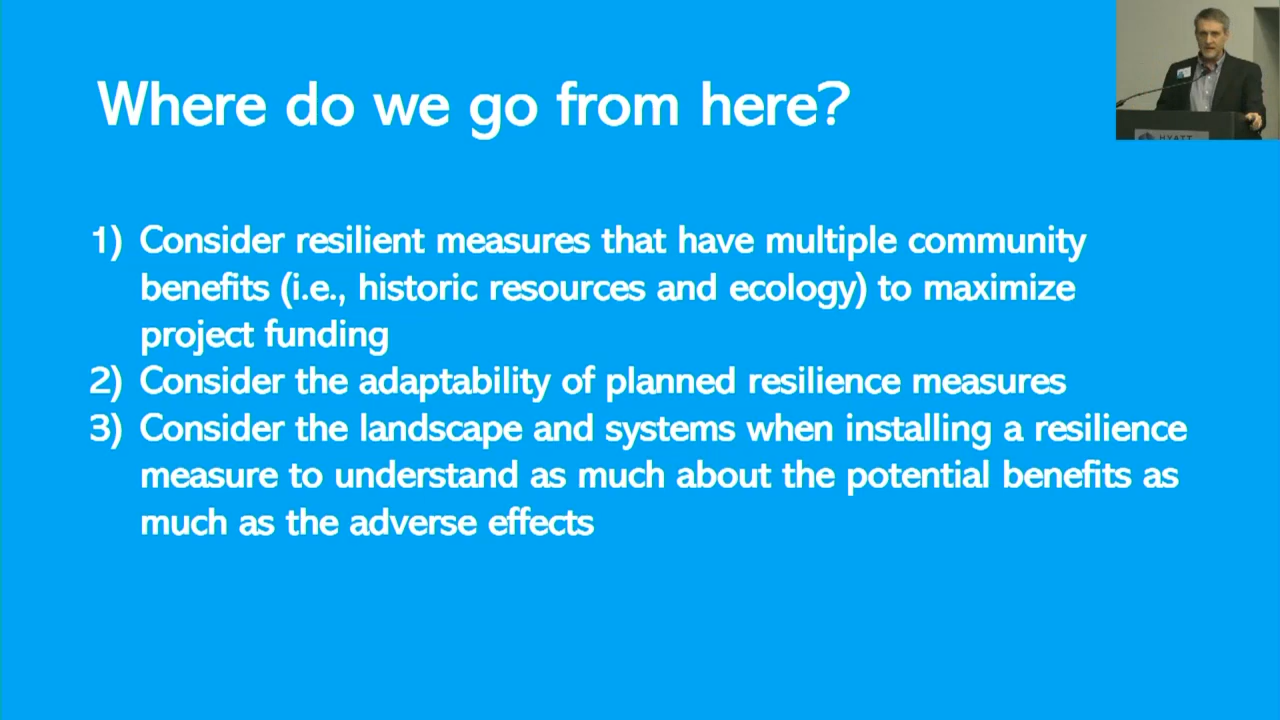 Where do we go from here?
1) Consider resilient measures that have multiple community
benefits (i.e., historic resources and ecology) to maximize
project funding
2) Consider the adaptability of planned resilience measures
3) Consider the landscape and systems when installing a resilience
measure to understand as much about the potential benefits as
much as the adverse effects
HYATT